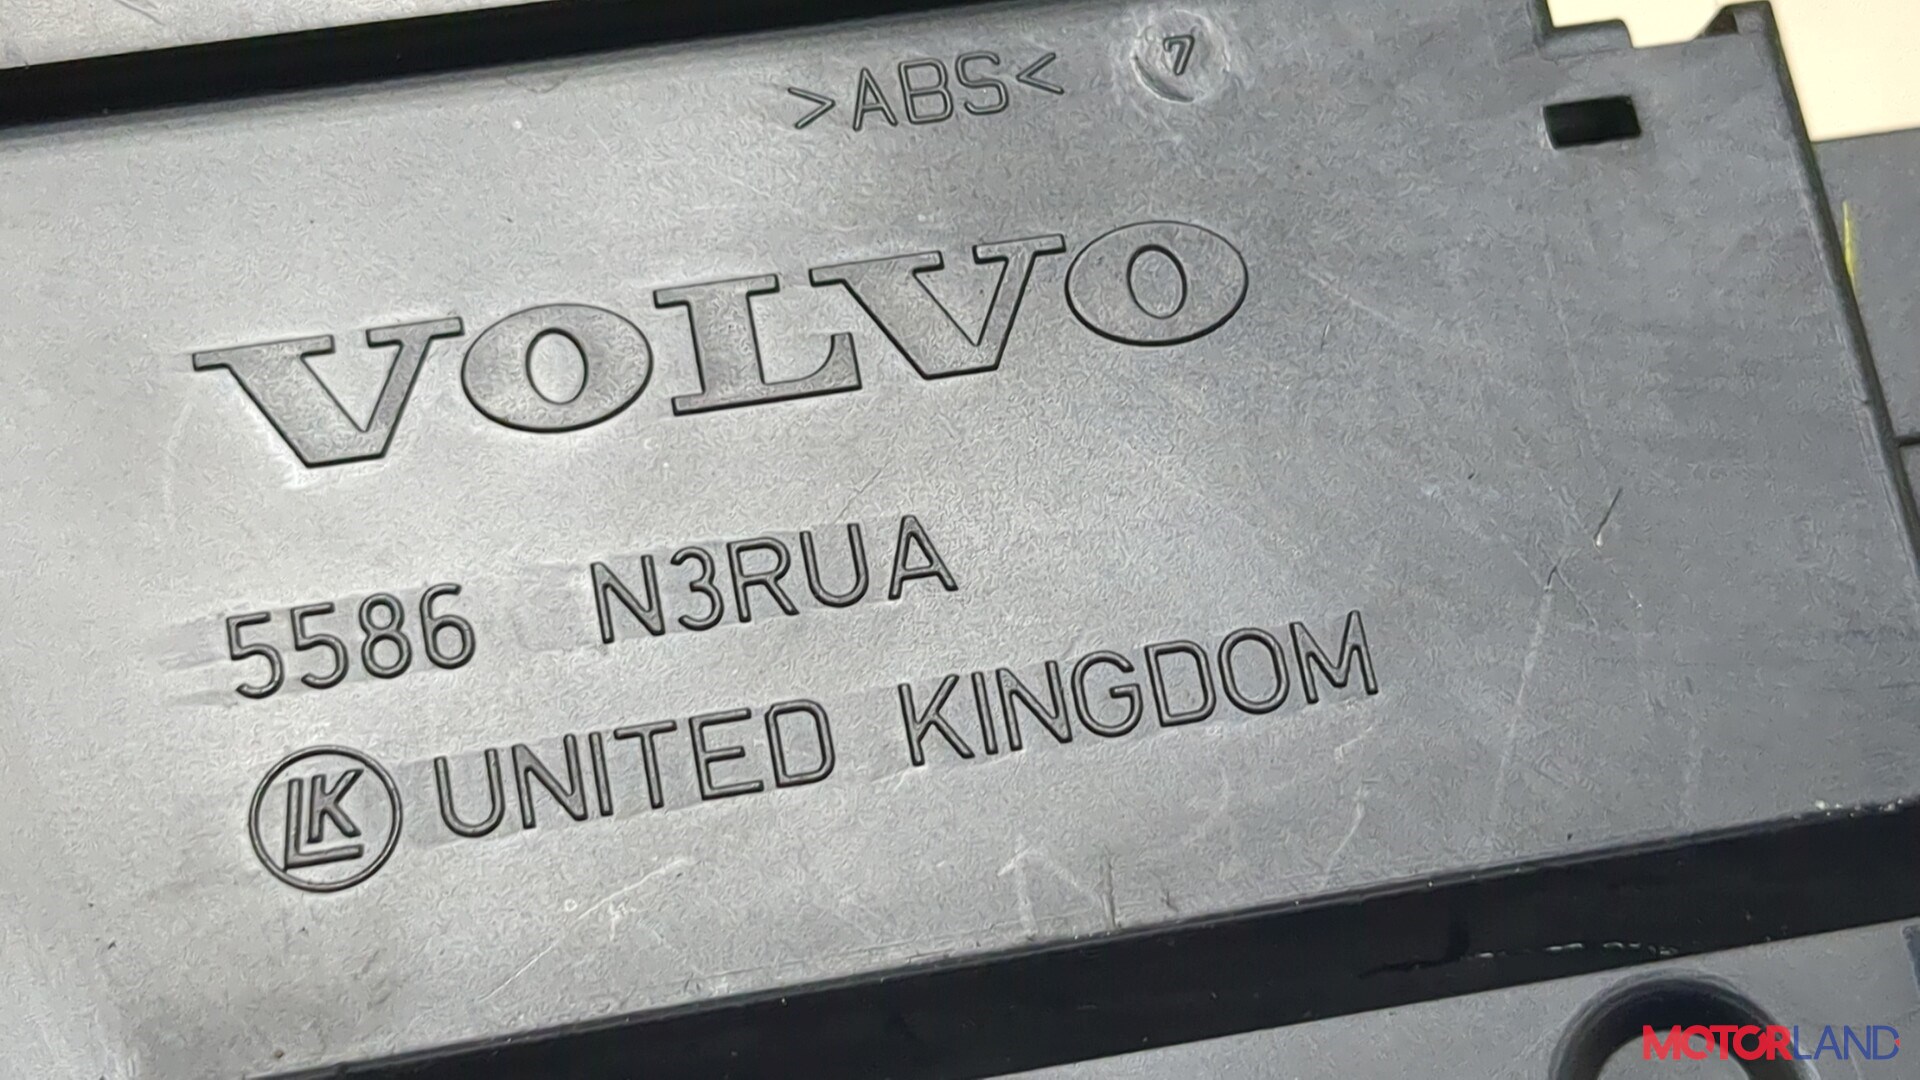 >ABS< 7
VOLVO
5586 N3RUA
LK UNITED KINGDOM
MOTORLAND